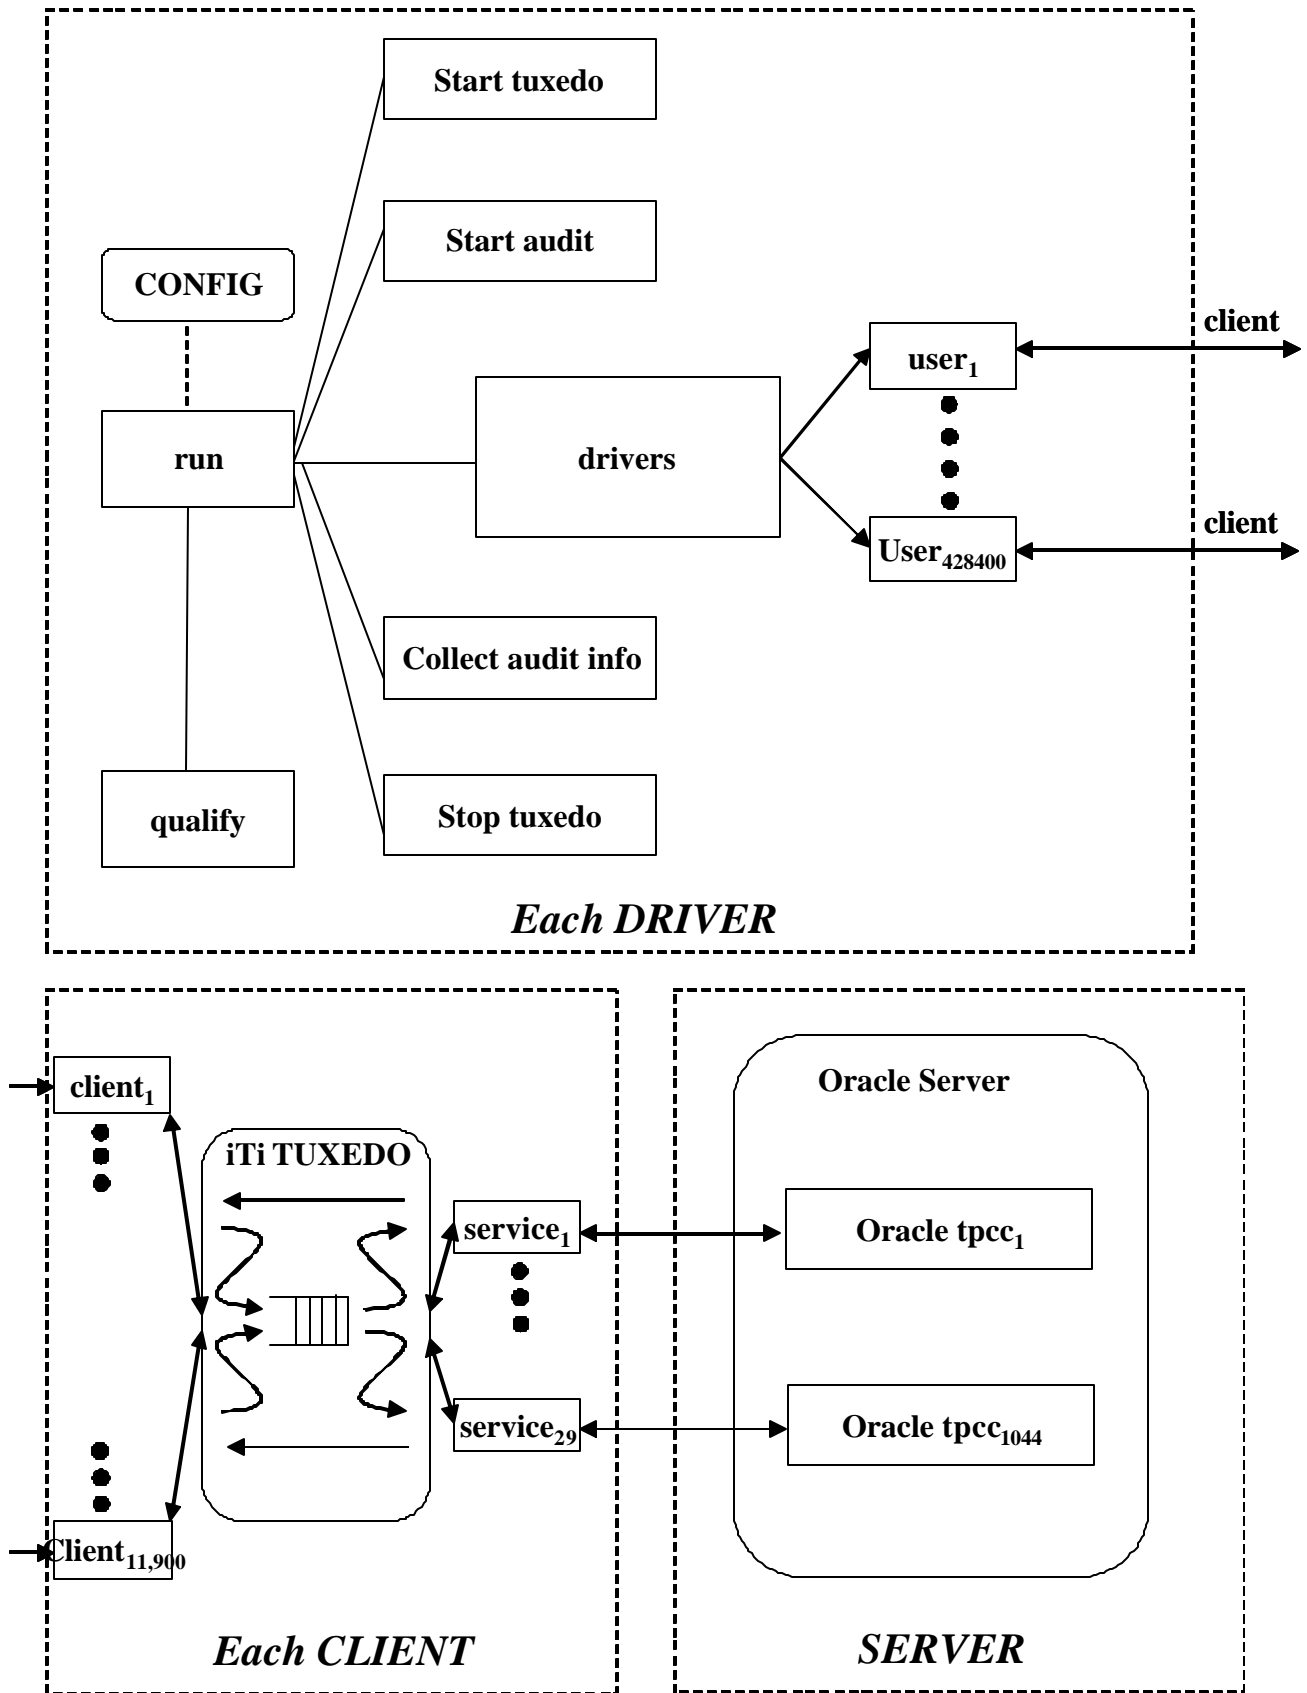 Start tuxedo
Start audit
CONFIG
client
user1
run
drivers
client
User428400
Collect audit info
qualify
Stop tuxedo
Each DRIVER
client1
Oracle Server
iTi TUXEDO
service1
Oracle tpcc1
service29
Oracle tpcc1044
Client11,900
Each CLIENT
SERVER